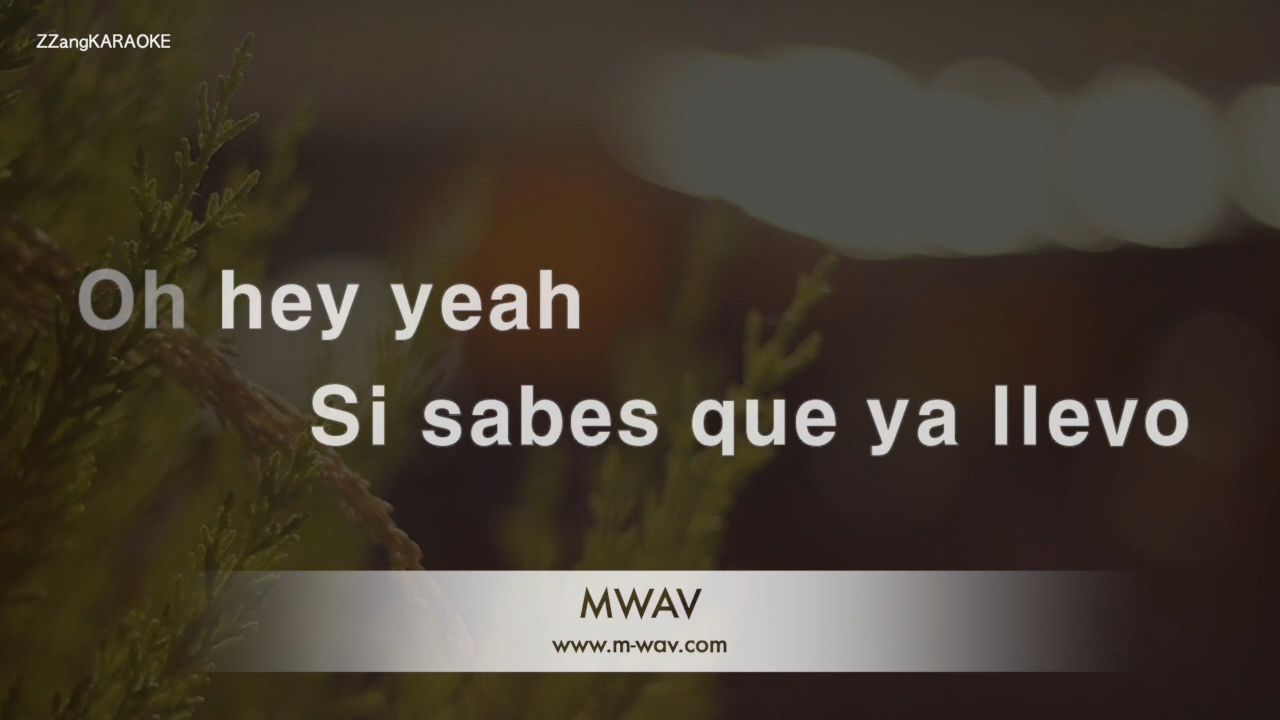 ZZangKARAOKE
Oh hey yeah
Si sabes que ya llevo
MWAV
www.m-wav.com